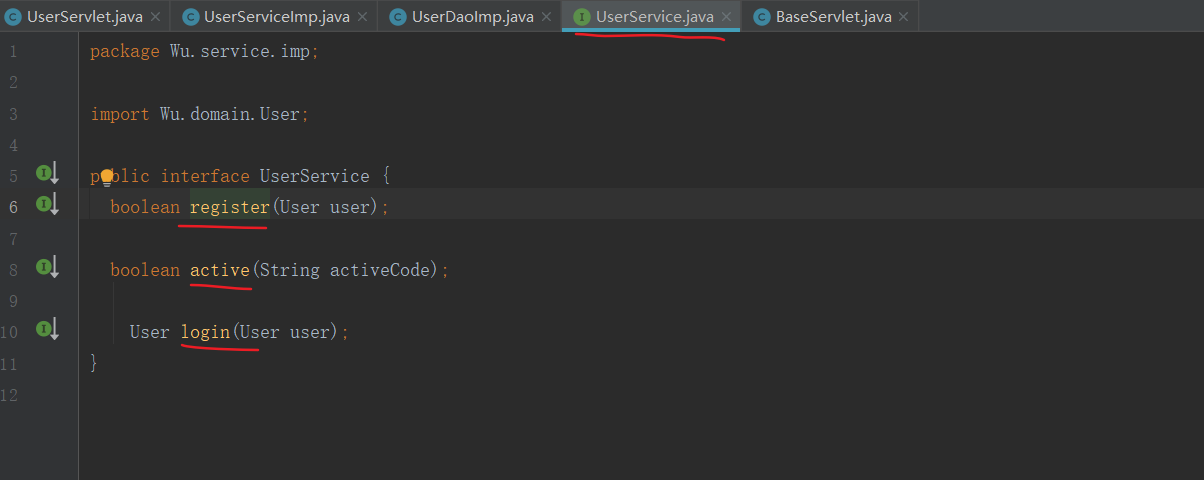 UserServlet.java UserServiceImp.java UserDaoImp.java UserService.java BaseServlet.java
1 package Wu.service.imp;
2
3 import Wu.domain.User;
4
5 public interface UserService {
6 boolean register(User user);
7
8 boolean active(String activeCode);
9
10 User login(User user);
11 }
12